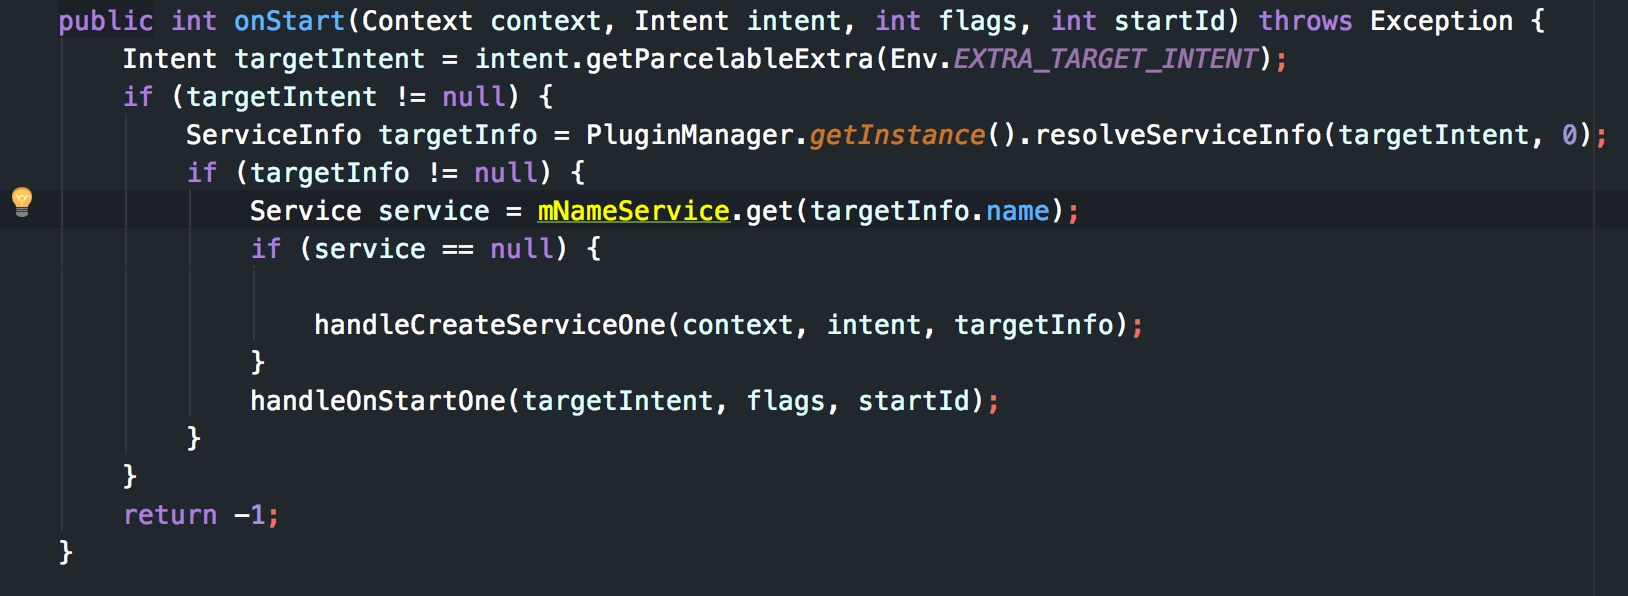 public int onStart(Context context, Intent intent, int flags, int startId) throws Exception {
Intent targetIntent = intent.getParcelableExtra(Env.EXTRA_TARGET_INTENT);
if (targetIntent != null) {
ServiceInfo targetInfo = PluginManager.getInstance().resolveServiceInfo(targetIntent, 0);
if (targetInfo != null) {
Service service = mNameService.get(targetInfo.name);
if (service == null) {
handleCreateServiceOne(context, intent, targetInfo);
}
handleOnStartOne(targetIntent, flags, startId);
}
}
return -1;
}